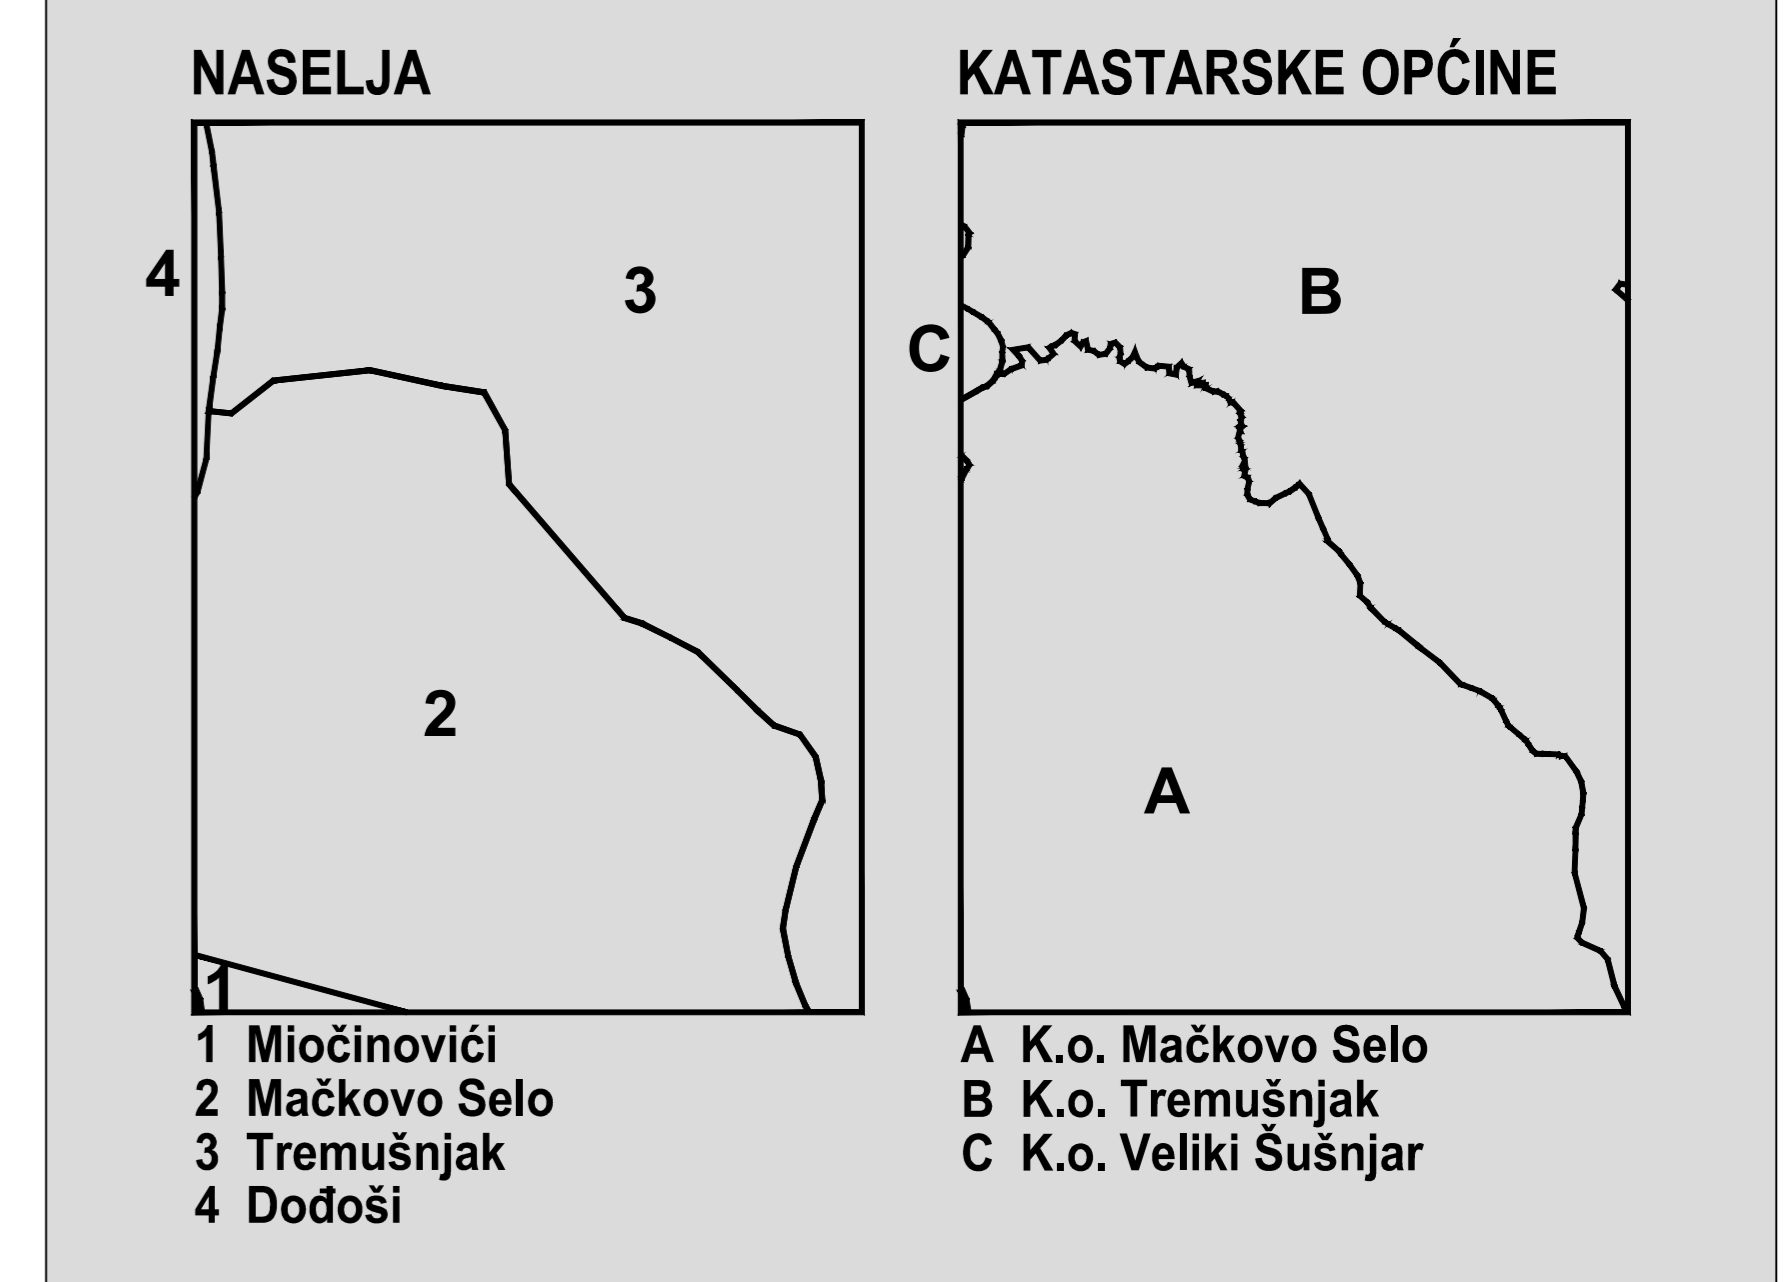 NASELJA
4
3
2
1
1 Miočinovići
2 Mačkovo Selo
3 Tremušnjak
4 Dođoši
KATASTARSKE OPĆINE
B
C
A
A K.o. Mačkovo Selo
B K.o. Tremušnjak
C K.o. Veliki Šušnjar